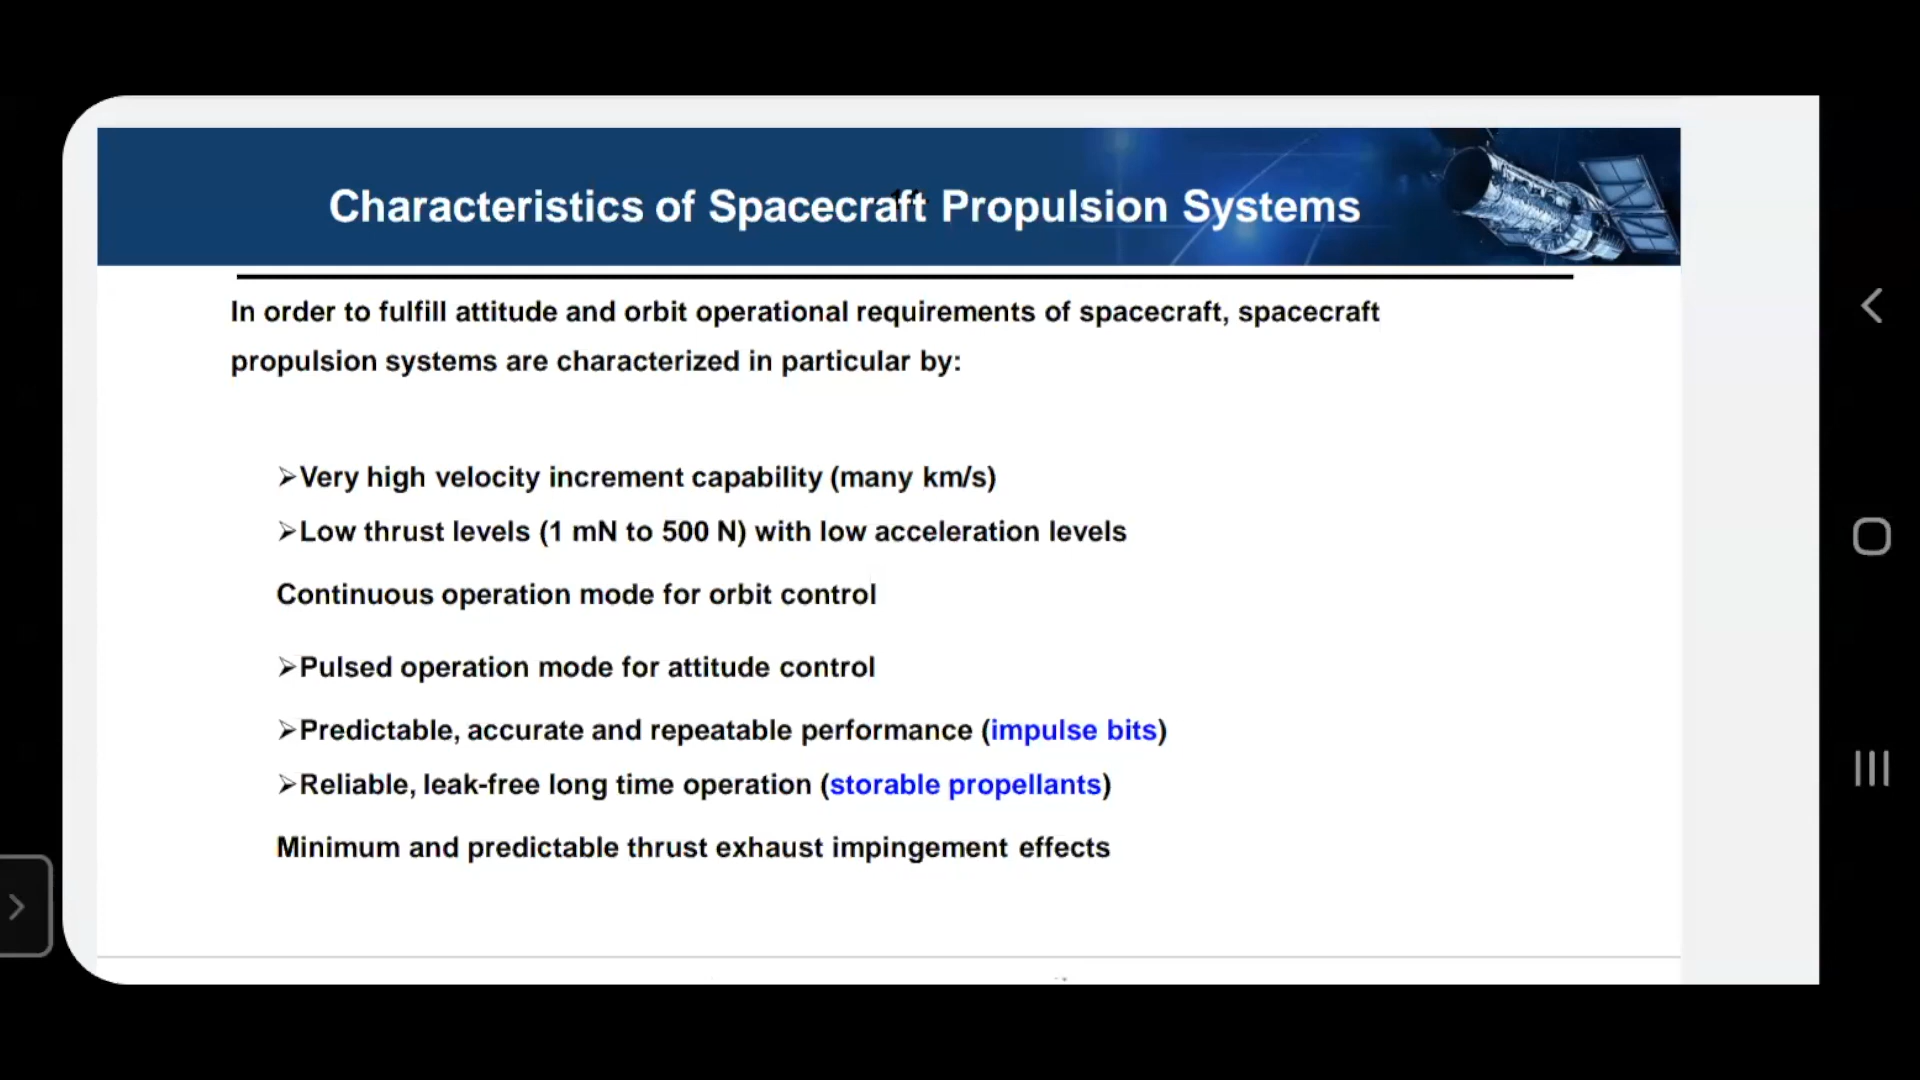 Characteristics of Spacecraft Propulsion Systems
In order to fulfill attitude and orbit operational requirements of spacecraft, spacecraft
propulsion systems are characterized in particular by:
➢Very high velocity increment capability (many km/s)
➢Low thrust levels (1 mN to 500 N) with low acceleration levels
Continuous operation mode for orbit control
➢Pulsed operation mode for attitude control
➢Predictable, accurate and repeatable performance (impulse bits)
➢Reliable, leak-free long time operation (storable propellants)
Minimum and predictable thrust exhaust impingement effects